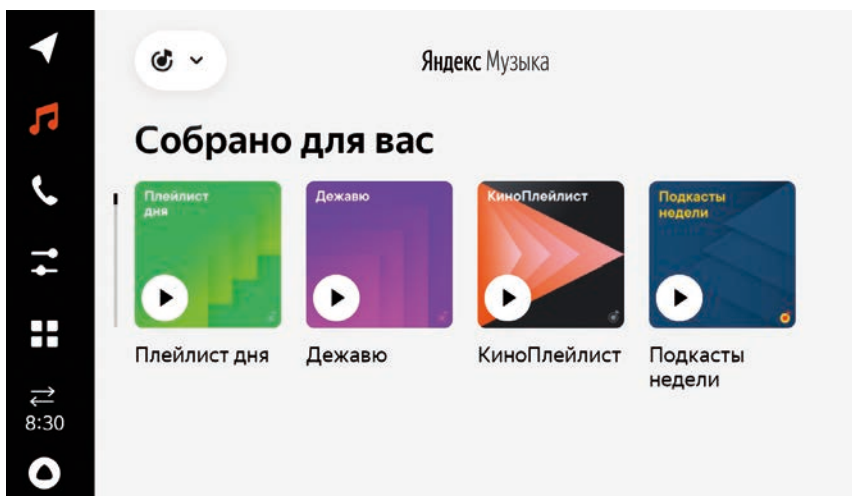 Яндекс Музыка
Собрано для вас
Плейлист
дня
Дежавю
КиноПлейлист
Подкасты
недели
Плейлист дня
Дежавю
КиноПлейлист
Подкасты
недели
8:30